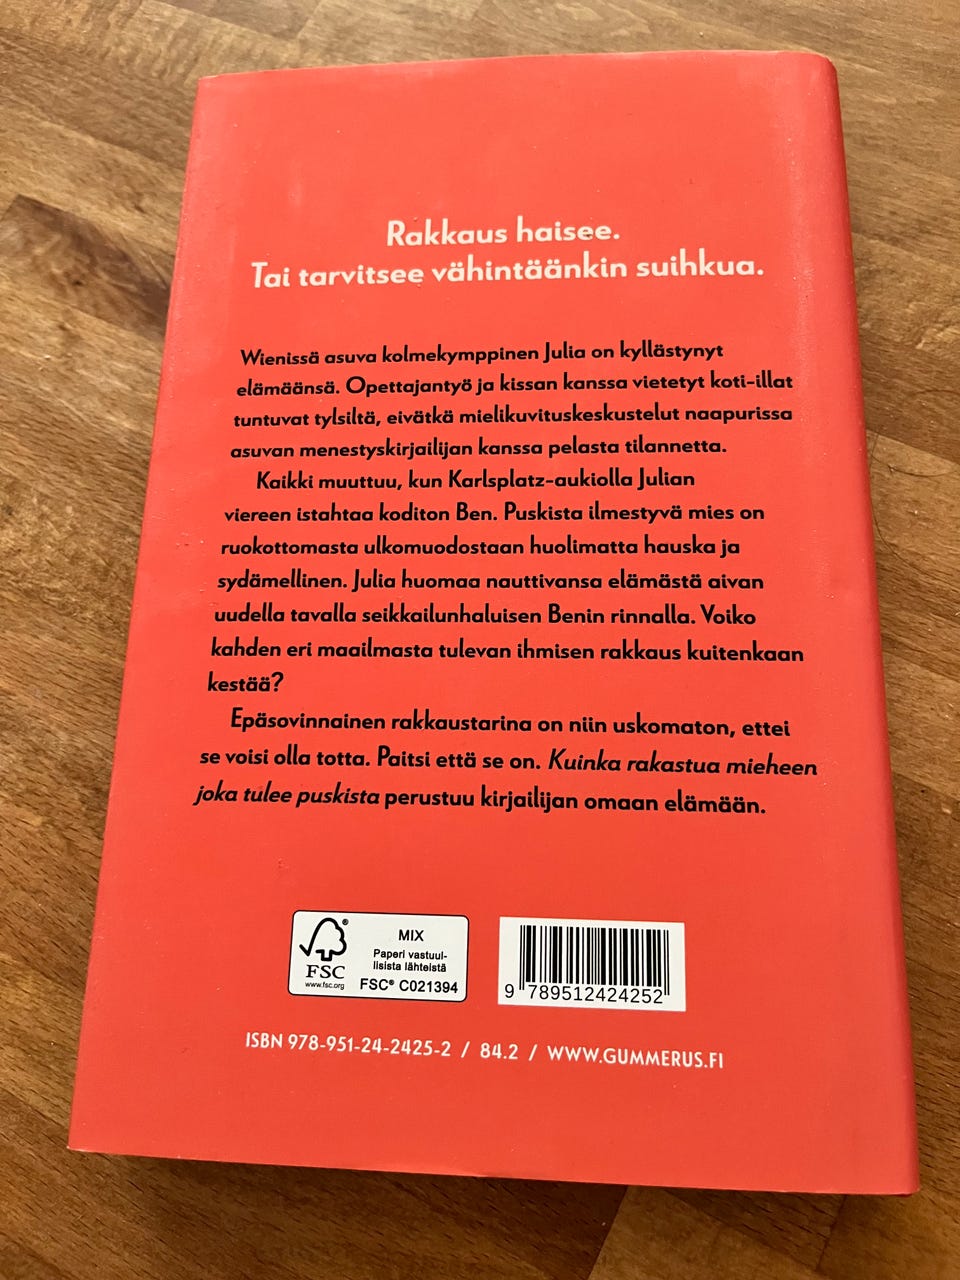 Rakkaus haisee.
Tai tarvitsee vähintäänkin suihkua.
Wienissä asuva kolmekymppinen Julia on kyllästynyt
elämäänsä. Opettajantyö ja kissan kanssa vietetyt koti-illat
tuntuvat tylsiltä, eivätkä mielikuvituskeskustelut naapurissa
asuvan menestyskirjailijan kanssa pelasta tilannetta.
Kaikki muuttuu, kun Karlsplatz-aukiolla Julian
viereen istahtaa koditon Ben. Puskista ilmestyvä mies on
ruokottomasta ulkomuodostaan huolimatta hauska ja
sydämellinen. Julia huomaa nauttivansa elämästä aivan
uudella tavalla seikkailunhaluisen Benin rinnalla. Voiko
kahden eri maailmasta tulevan ihmisen rakkaus kuitenkaan
kestää?
Epäsovinnainen rakkaustarina on niin uskomaton, ettei
se voisi olla totta. Paitsi että se on. Kuinka rakastua mieheen
joka tulee puskista perustuu kirjailijan omaan elämään.
FSC®
www.fsc.org
MIX
Paperi vastuul-
lisista lähteistä
FSC® C021394
9 789512 424252
ISBN 978-951-24-2425-2 / 84.2 / WWW.GUMMERUS.FI